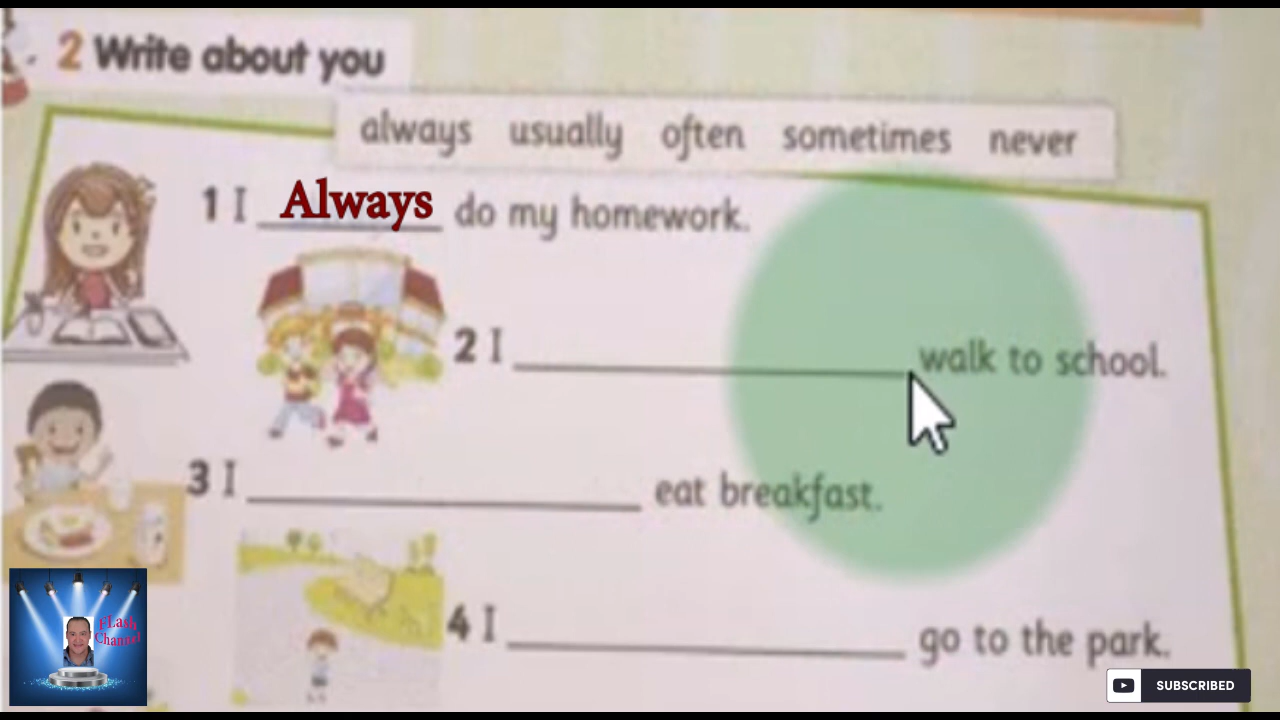 2 Write about you
always usually often sometimes never
1 I Always do my homework.
2 I walk to school.
3 I eat breakfast.
4 I go to the park.
FLash
Channel
SUBSCRIBED